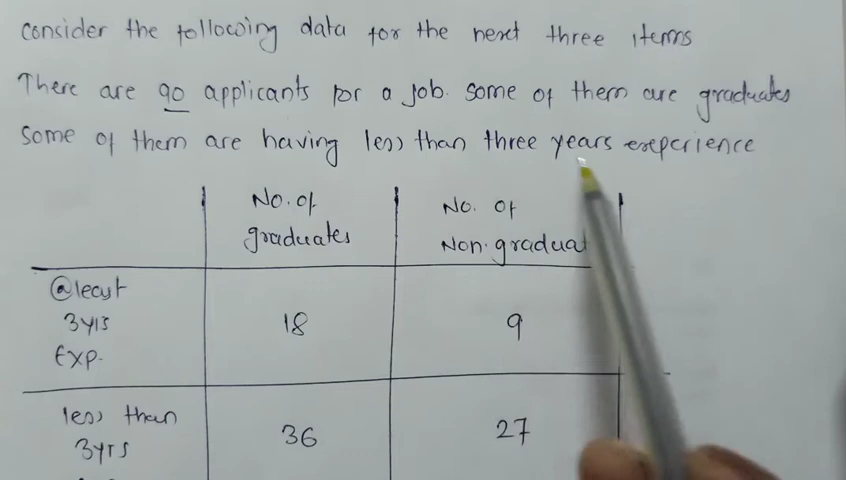 consider the following data for the next three items
There are 90 applicants for a job. some of them are graduates
some of them are having less than three years experience
No. of graduates
No. of Non-graduat
@least 3yrs Exp.
18
9
less than 3yrs
36
27